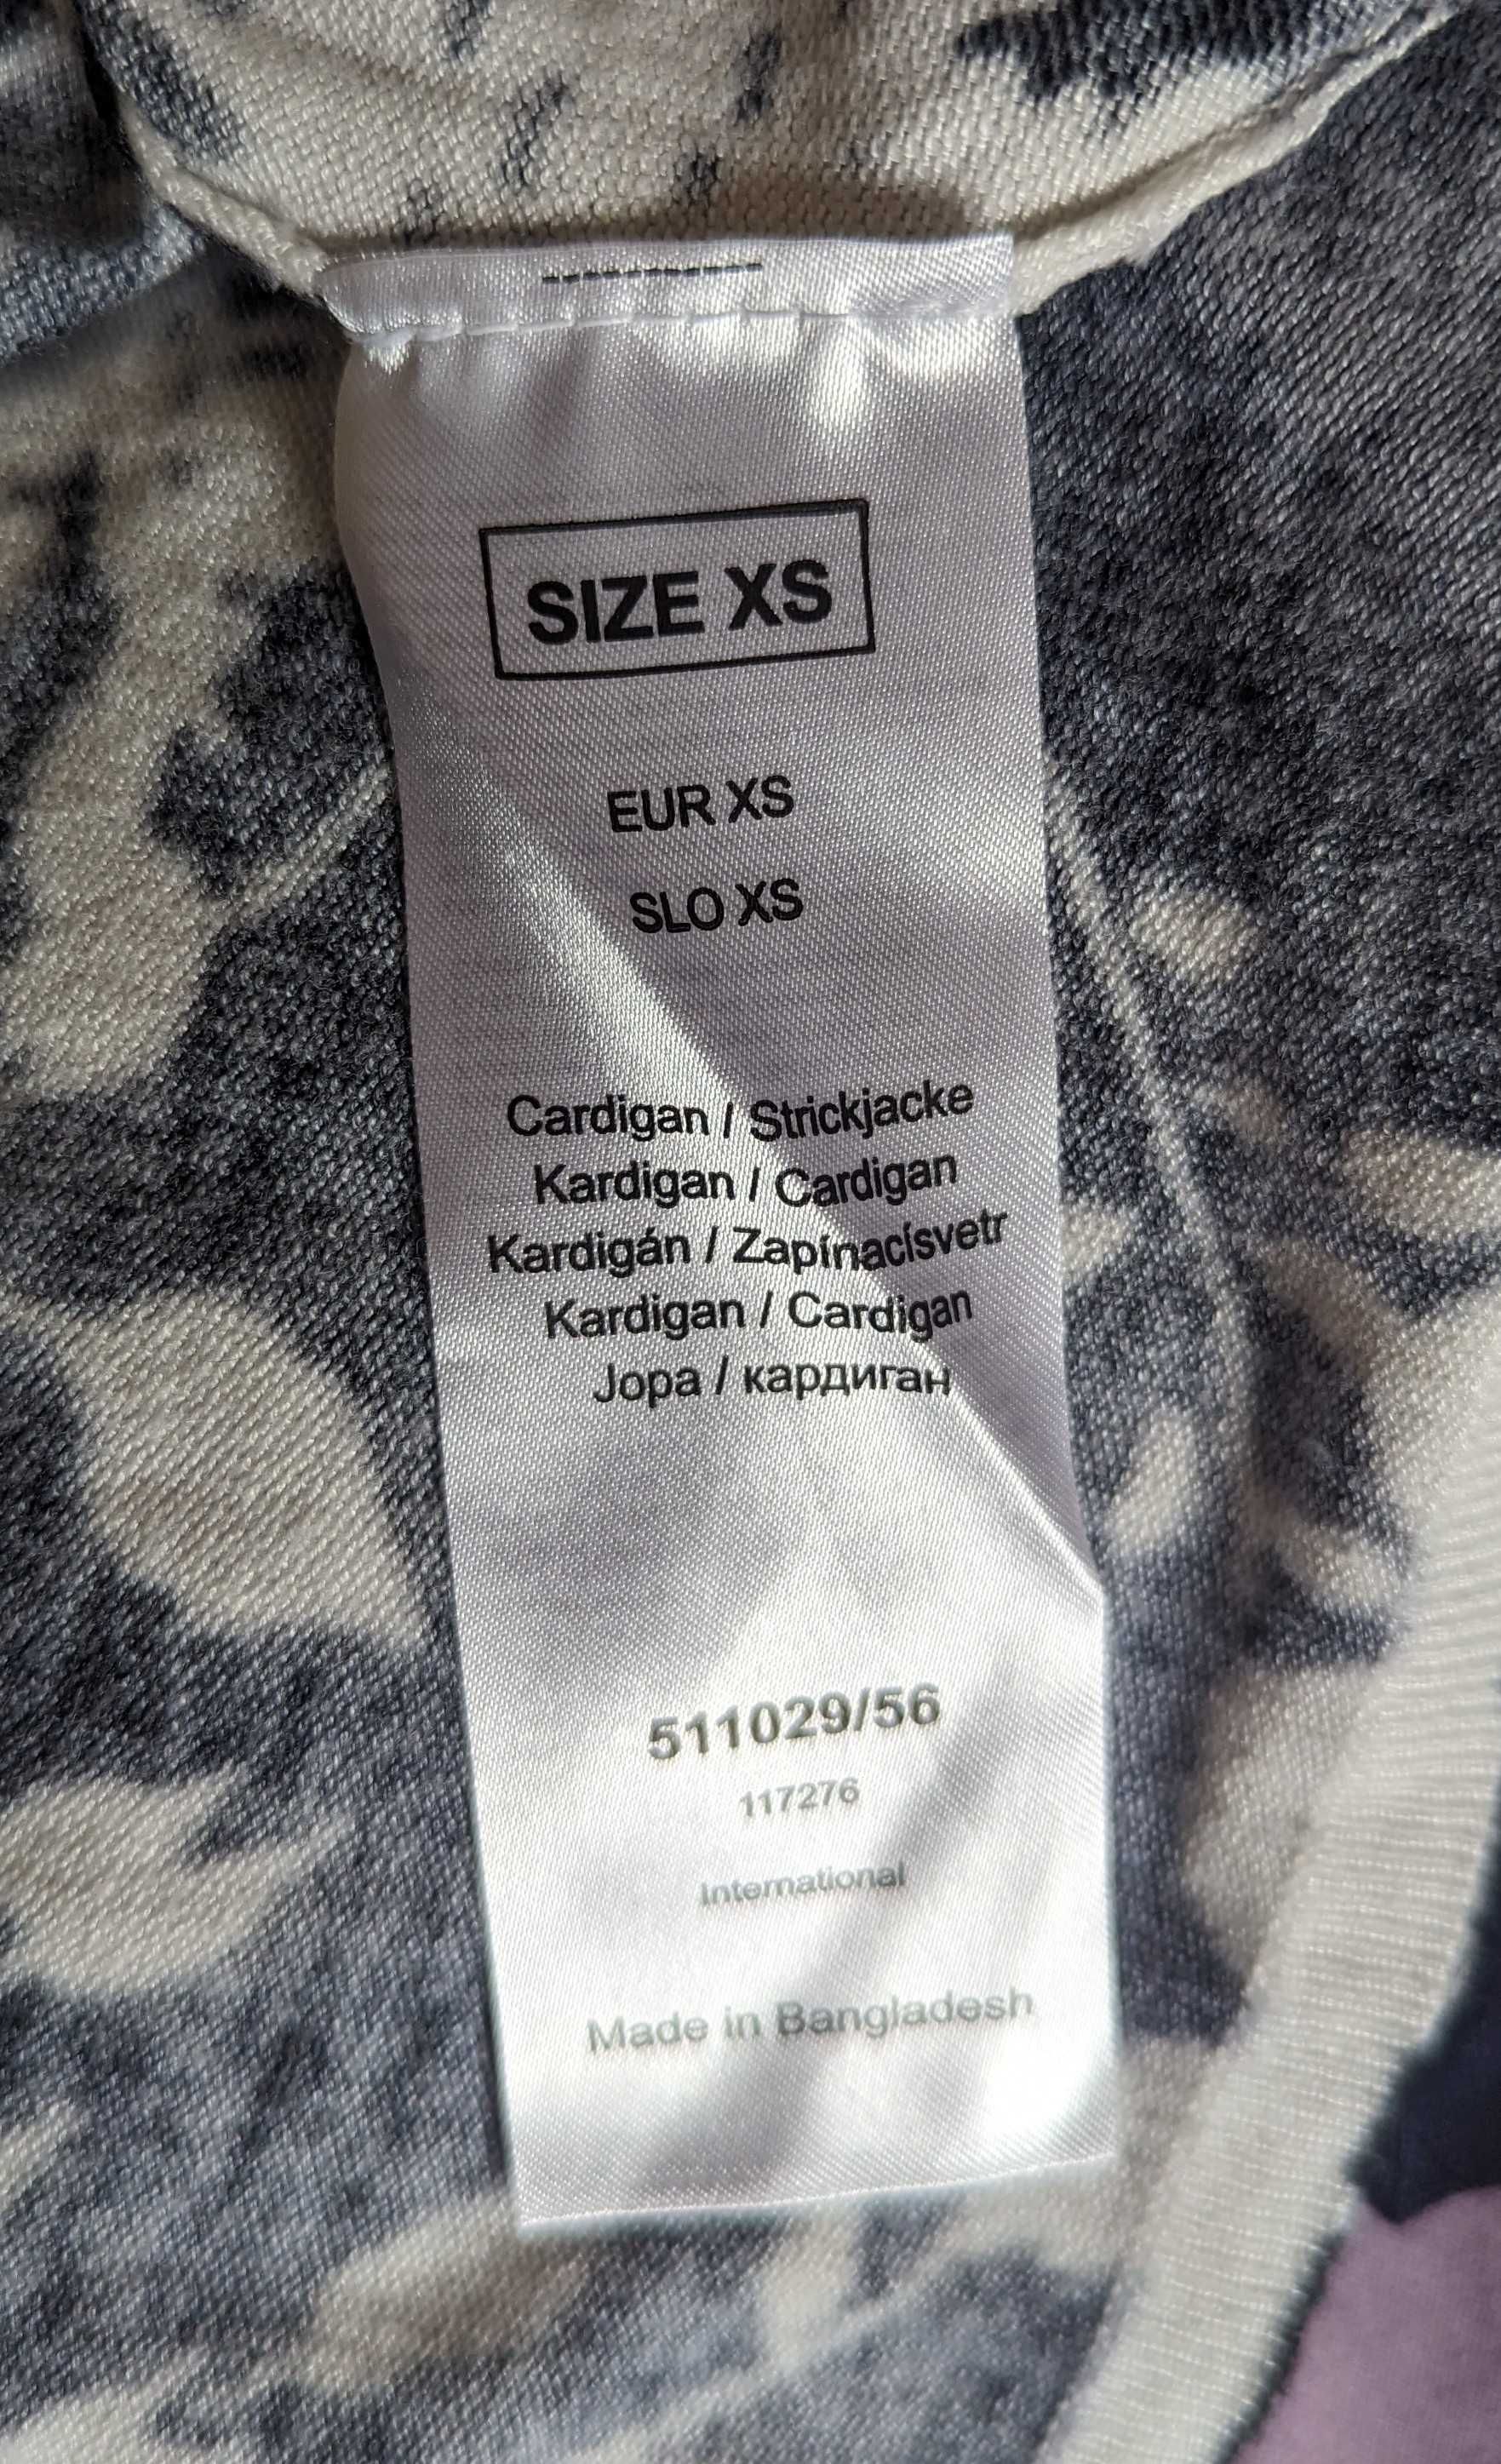 SIZE XS
EUR XS
SLO XS
Cardigan / Strickjacke
Kardigan / Cardigan
Kardigán / Zapínacísvetr
Kardigan / Cardigan
Jopa / кардиган
511029/56
117276
International
Made in Bangladesh